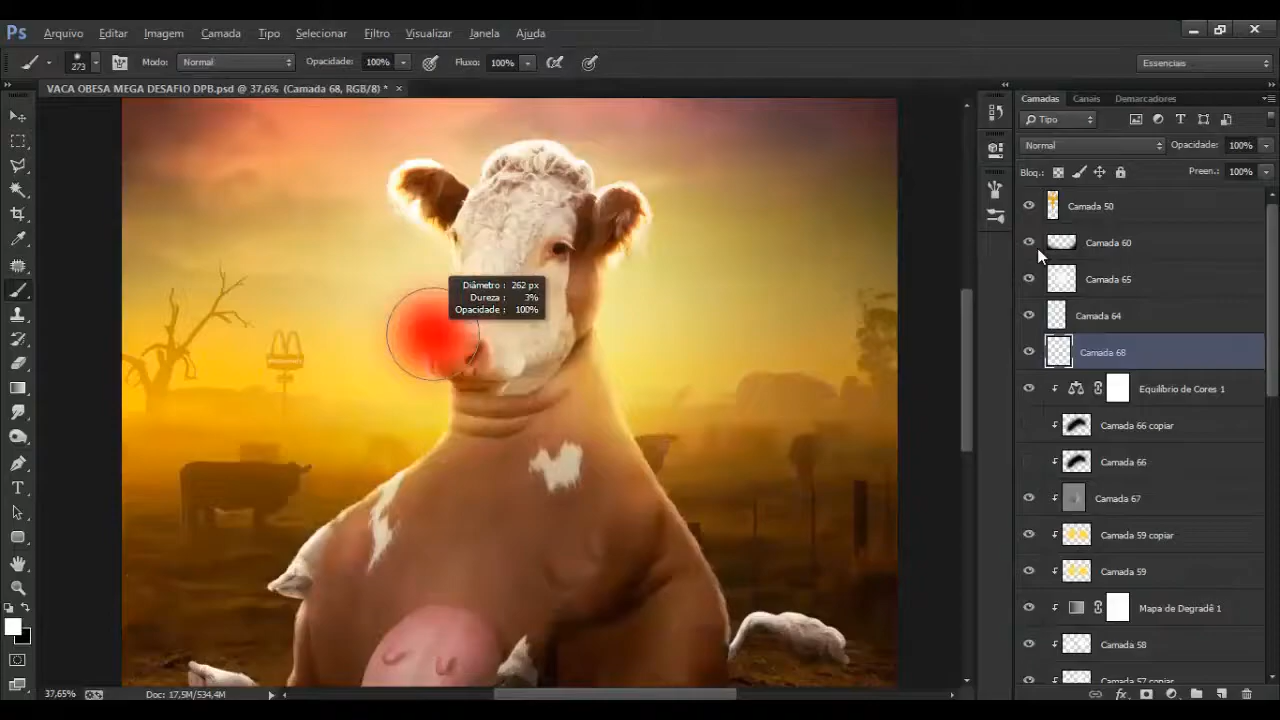 Ps Arquivo Editar Imagem Camada Tipo Selecionar Filtro Visualizar Janela Ajuda
273 Modo: Normal Opacidade: 100% Fluxo: 100% Essenciais
VACA OBESA MEGA DESAFIO DPB.psd @ 37,6% (Camada 68, RGB/8) * ×
Camadas Canais Demarcadores
Tipo
Normal Opacidade: 100%
Bloq.: Preen.: 100%
Camada 50
Camada 60
Camada 65
Camada 64
Camada 68
Equilíbrio de Cores 1
Camada 66 copiar
Camada 66
Camada 67
Camada 59 copiar
Camada 59
Mapa de Degradê 1
Camada 58
Camada 57 copiar
Diâmetro : 262 px
Dureza : 3%
Opacidade : 100%
37,65% Doc: 17,5M/534,4M